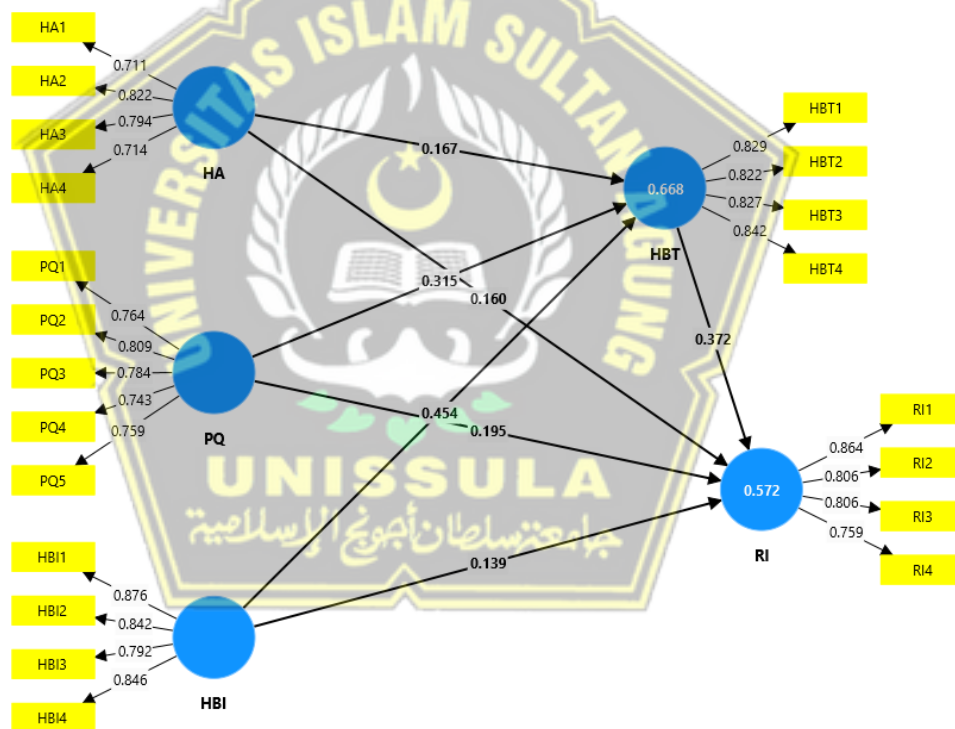 UNIVERSITAS ISLAM SULTAN AGUNG
HA1
HA2
HA3
HA4
0.711
0.822
0.794
0.714
HA
PQ1
PQ2
PQ3
PQ4
PQ5
0.764
0.809
0.784
0.743
0.759
PQ
HBI1
HBI2
HBI3
HBI4
0.876
0.842
0.792
0.846
HBI
0.167
0.315
0.160
0.454
0.195
0.139
0.372
0.668
HBT
0.829
0.822
0.827
0.842
HBT1
HBT2
HBT3
HBT4
0.572
RI
0.864
0.806
0.806
0.759
RI1
RI2
RI3
RI4
UNISSULA
جامعة سلطان أجونج الإسلامية